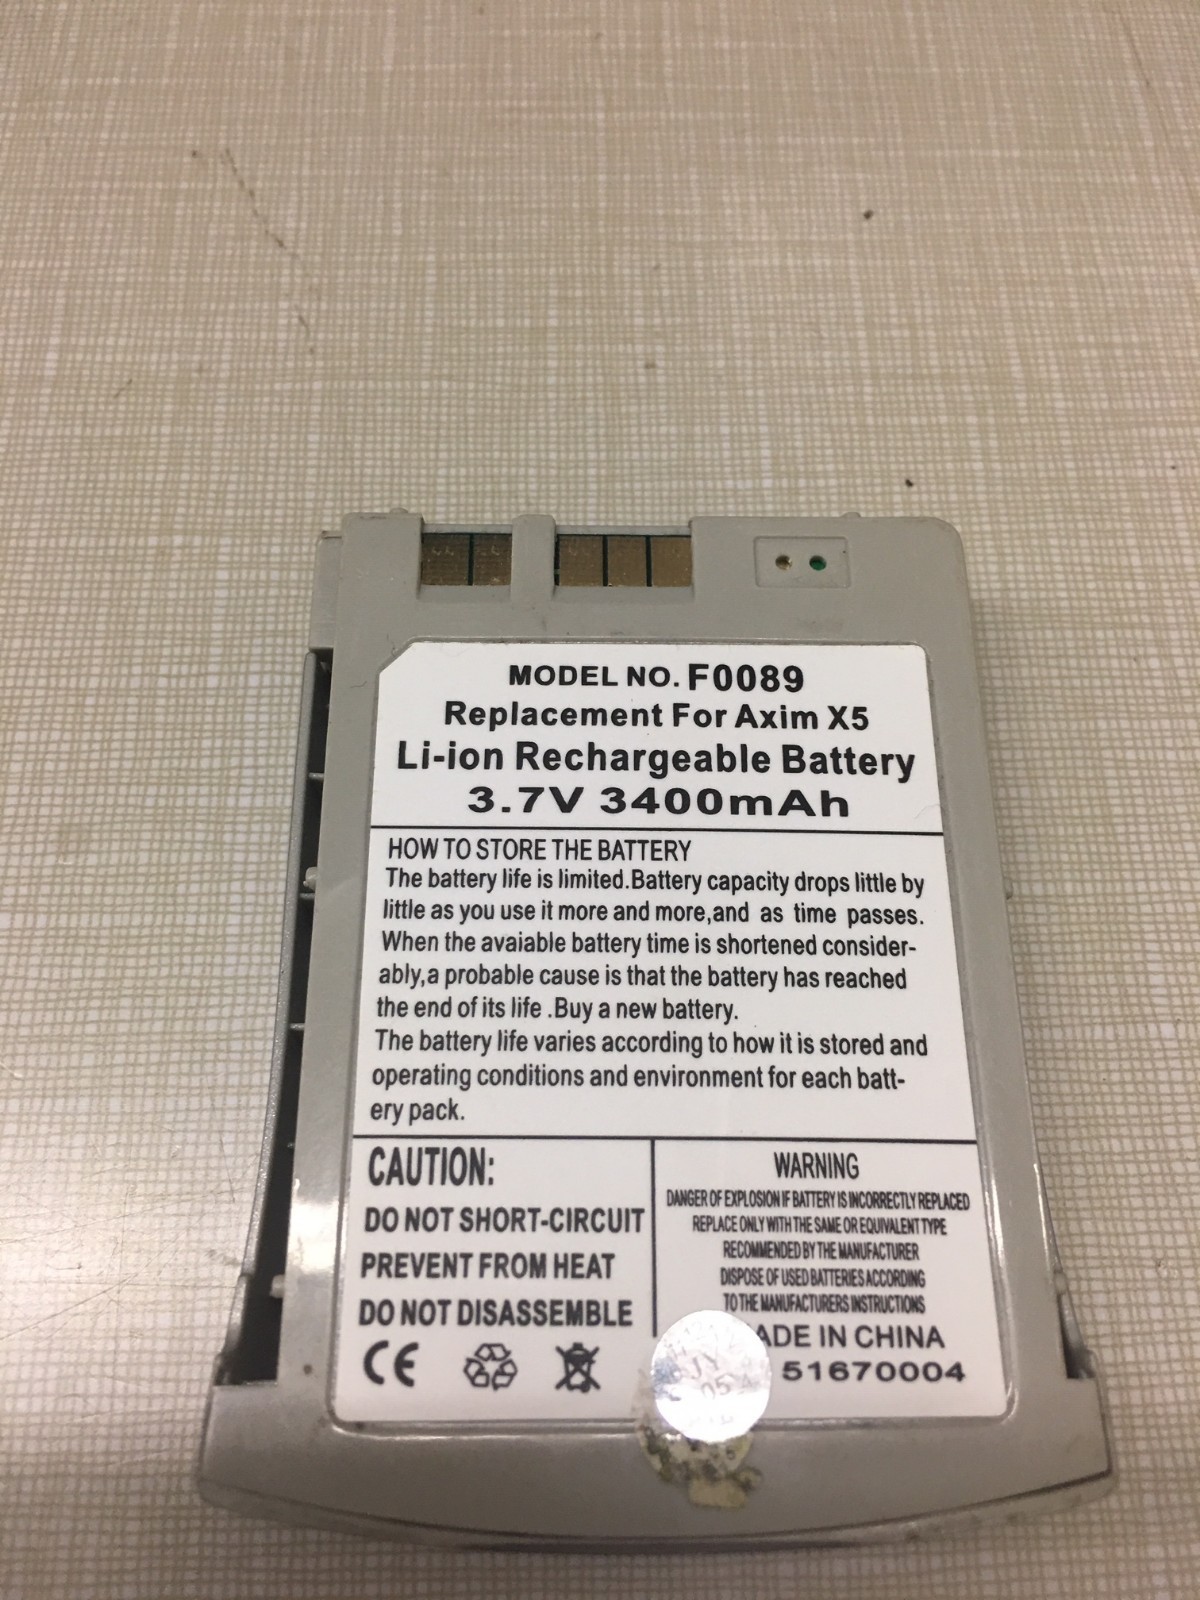 MODEL NO. F0089
Replacement For Axim X5
Li-ion Rechargeable Battery
3.7V 3400mAh
HOW TO STORE THE BATTERY
The battery life is limited.Battery capacity drops little by
little as you use it more and more,and as time passes.
When the avaiable battery time is shortened consider-
ably,a probable cause is that the battery has reached
the end of its life .Buy a new battery.
The battery life varies according to how it is stored and
operating conditions and environment for each batt-
ery pack.
CAUTION:
DO NOT SHORT-CIRCUIT
PREVENT FROM HEAT
DO NOT DISASSEMBLE
CE
WARNING
DANGER OF EXPLOSION IF BATTERY IS INCORRECTLY REPLACED
REPLACE ONLY WITH THE SAME OR EQUIVALENT TYPE
RECOMMENDED BY THE MANUFACTURER
DISPOSE OF USED BATTERIES ACCORDING
TO THE MANUFACTURERS INSTRUCTIONS
ADE IN CHINA
51670004
JY
05